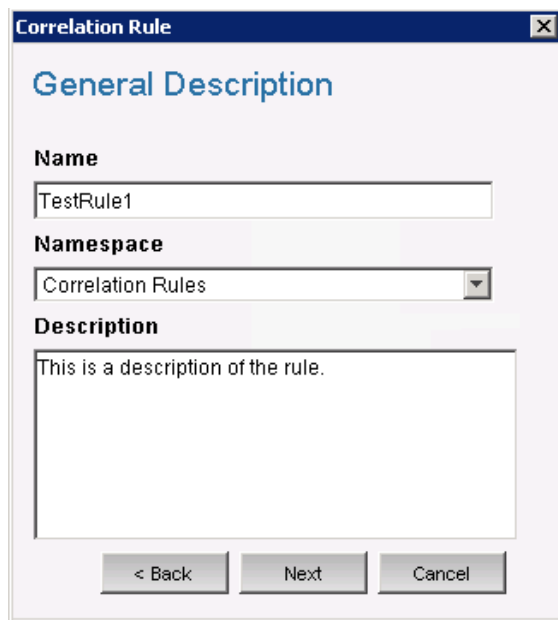 Correlation Rule
General Description
Name
TestRule1
Namespace
Correlation Rules
Description
This is a description of the rule.
< Back Next Cancel